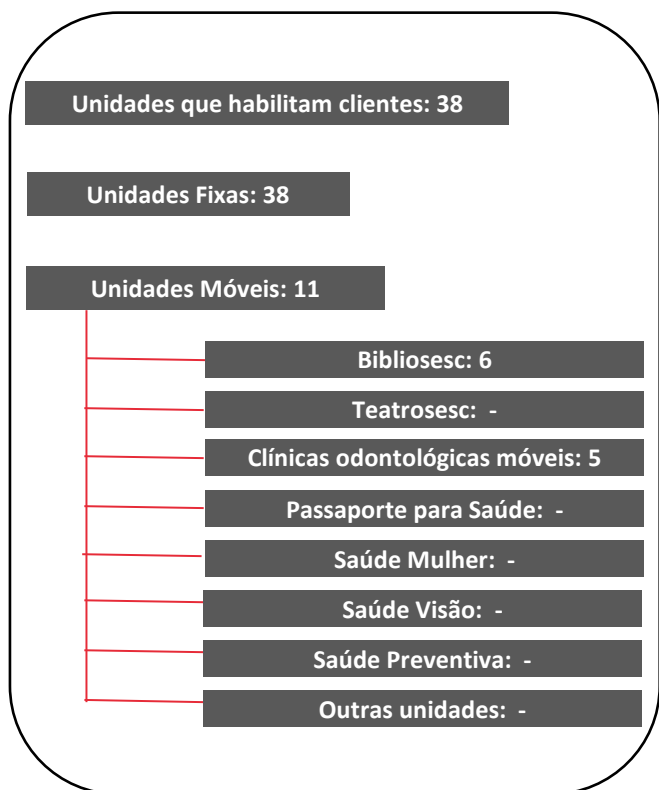 Unidades que habilitam clientes: 38
Unidades Fixas: 38
Unidades Móveis: 11
Bibliosesc: 6
Teatrosesc: -
Clínicas odontológicas móveis: 5
Passaporte para Saúde: -
Saúde Mulher: -
Saúde Visão: -
Saúde Preventiva: -
Outras unidades: -